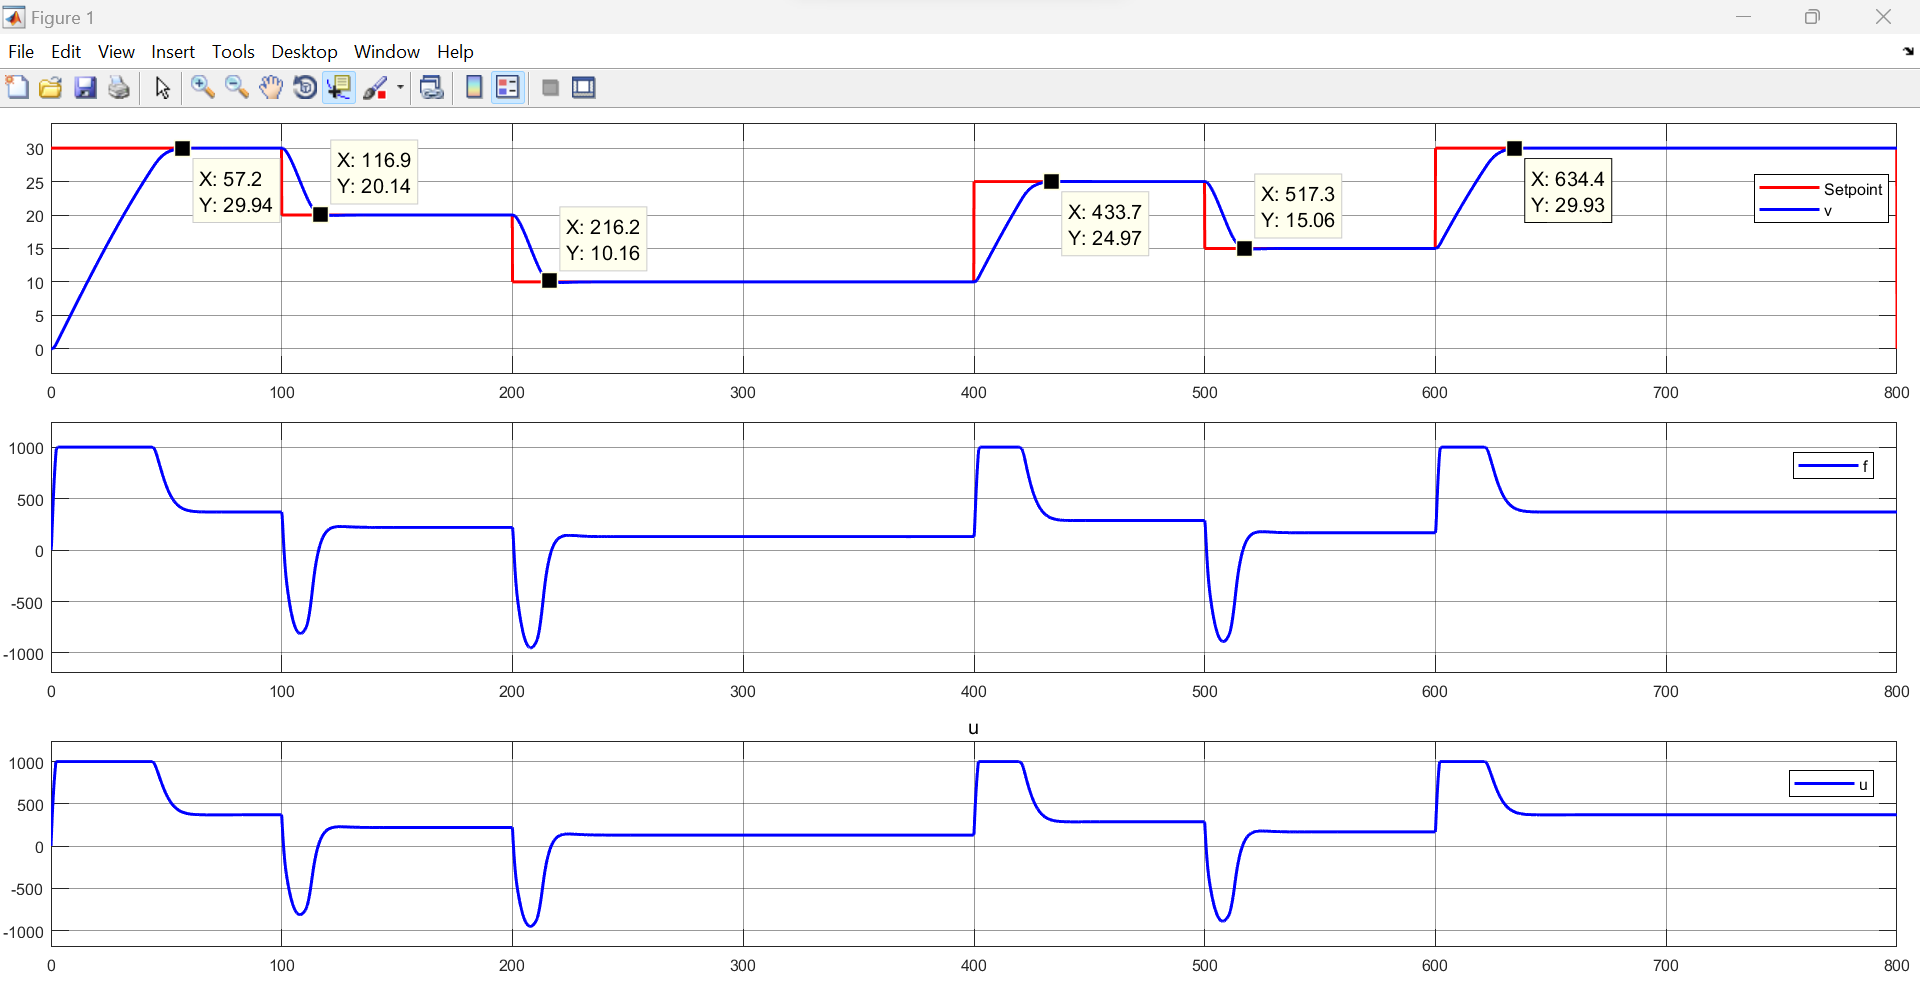 Figure 1
File Edit View Insert Tools Desktop Window Help
30
25
20
15
10
5
0
X: 57.2
Y: 29.94
X: 116.9
Y: 20.14
X: 216.2
Y: 10.16
X: 433.7
Y: 24.97
X: 517.3
Y: 15.06
X: 634.4
Y: 29.93
Setpoint
v
0 100 200 300 400 500 600 700 800
1000
500
0
-500
-1000
f
0 100 200 300 400 500 600 700 800
u
1000
500
0
-500
-1000
u
0 100 200 300 400 500 600 700 800